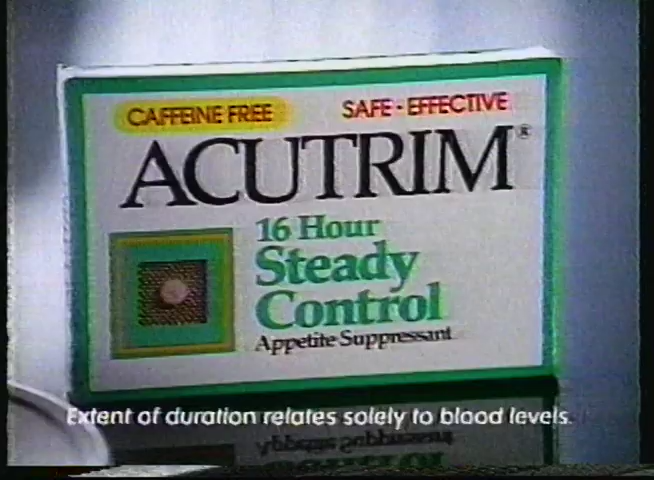 CAFFEINE FREE
SAFE - EFFECTIVE
ACUTRIM®
16 Hour
Steady
Control
Appetite Suppressant
Extent of duration relates solely to blood levels.